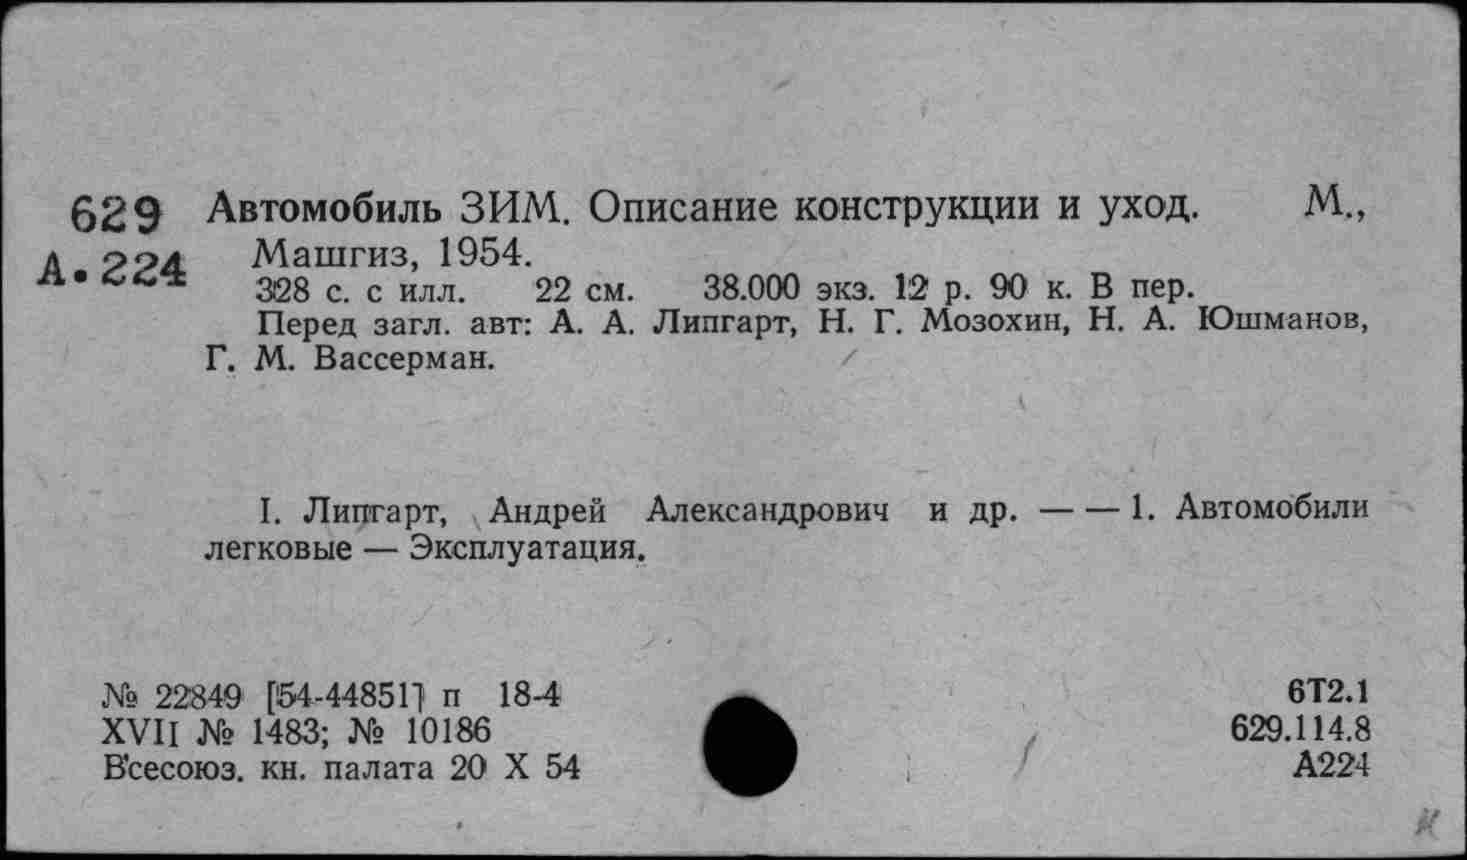 629 Автомобиль ЗИМ. Описание конструкции и уход. М.,
А.224 Машгиз, 1954.
328 с. с илл. 22 см. 38.000 экз. 12 р. 90 к. В пер.
Перед загл. авт: А. А. Липгарт, Н. Г. Мозохин, Н. А. Юшманов,
Г. М. Вассерман.
I. Липгарт, Андрей Александрович и др. — — 1. Автомобили
легковые — Эксплуатация.
№ 22849 [54-44851] п 18-4
XVII № 1483; № 10186
Всесоюз. кн. палата 20 X 54
6Т2.1
629.114.8
А224